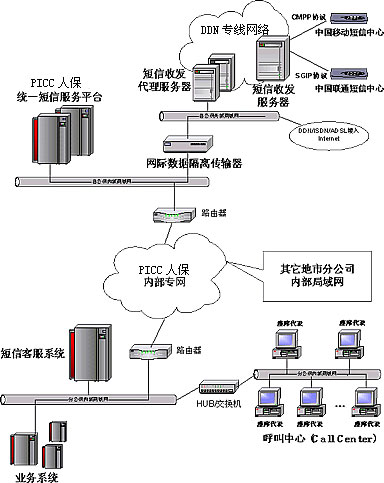 DDN 专线网络
CMPP协议
中国移动短信中心
PICC 人保
统一短信服务平台
短信收发
代理服务器
SGIP协议
中国联通短信中心
短信收发
服务器
DDN/ISDN/ADSL接入
Internet
网际数据隔离传输器
路由器
PICC 人保
内部专网
其它地市分公司
内部局域网
短信客服系统
路由器
座席代表
座席代表
HUB/交换机
座席代表
座席代表
座席代表
...
业务系统
呼叫中心 (Call Center)